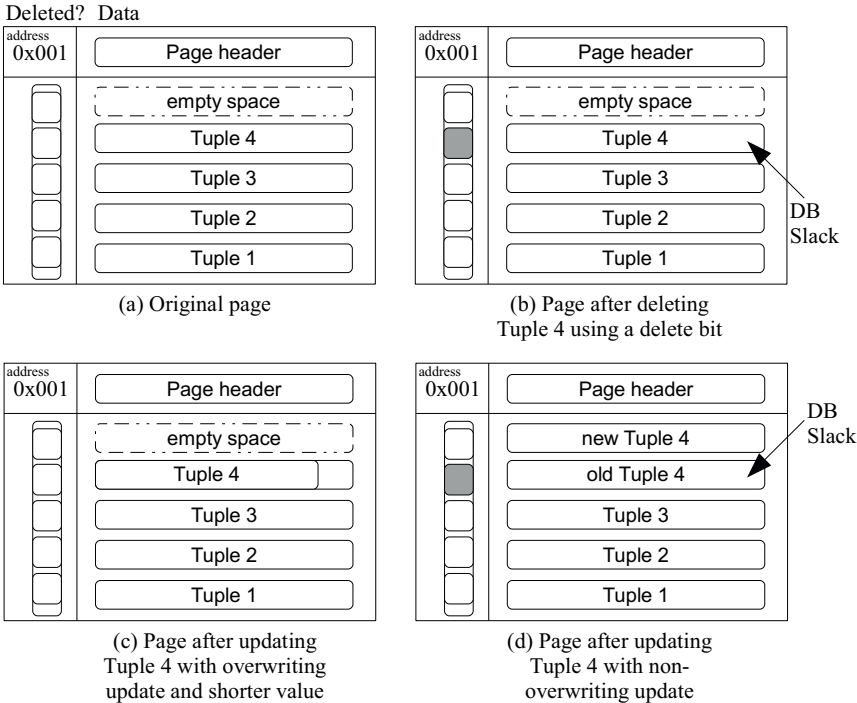 Deleted? Data
address
0x001
Page header
empty space
Tuple 4
Tuple 3
Tuple 2
Tuple 1
(a) Original page
address
0x001
Page header
empty space
Tuple 4
Tuple 3
Tuple 2
Tuple 1
DB
Slack
(b) Page after deleting
Tuple 4 using a delete bit
address
0x001
Page header
empty space
Tuple 4
Tuple 3
Tuple 2
Tuple 1
(c) Page after updating
Tuple 4 with overwriting
update and shorter value
address
0x001
Page header
new Tuple 4
old Tuple 4
Tuple 3
Tuple 2
Tuple 1
DB
Slack
(d) Page after updating
Tuple 4 with non-
overwriting update